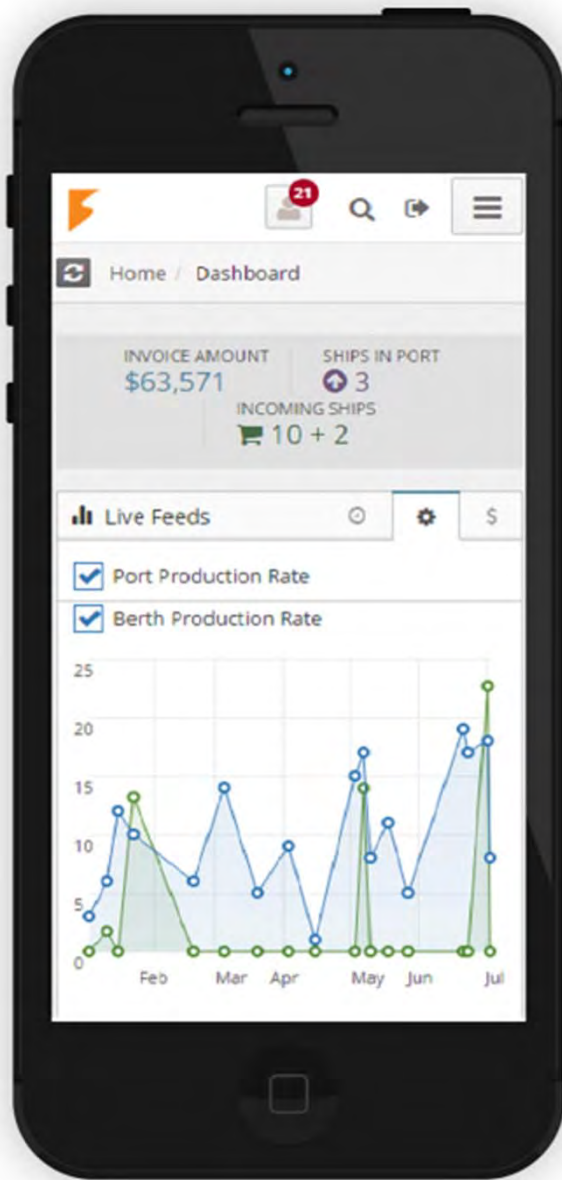 21
Home / Dashboard
INVOICE AMOUNT
$63,571
SHIPS IN PORT
3
INCOMING SHIPS
10 + 2
Live Feeds
$
Port Production Rate
Berth Production Rate
25
20
15
10
5
0
Feb Mar Apr May Jun Jul